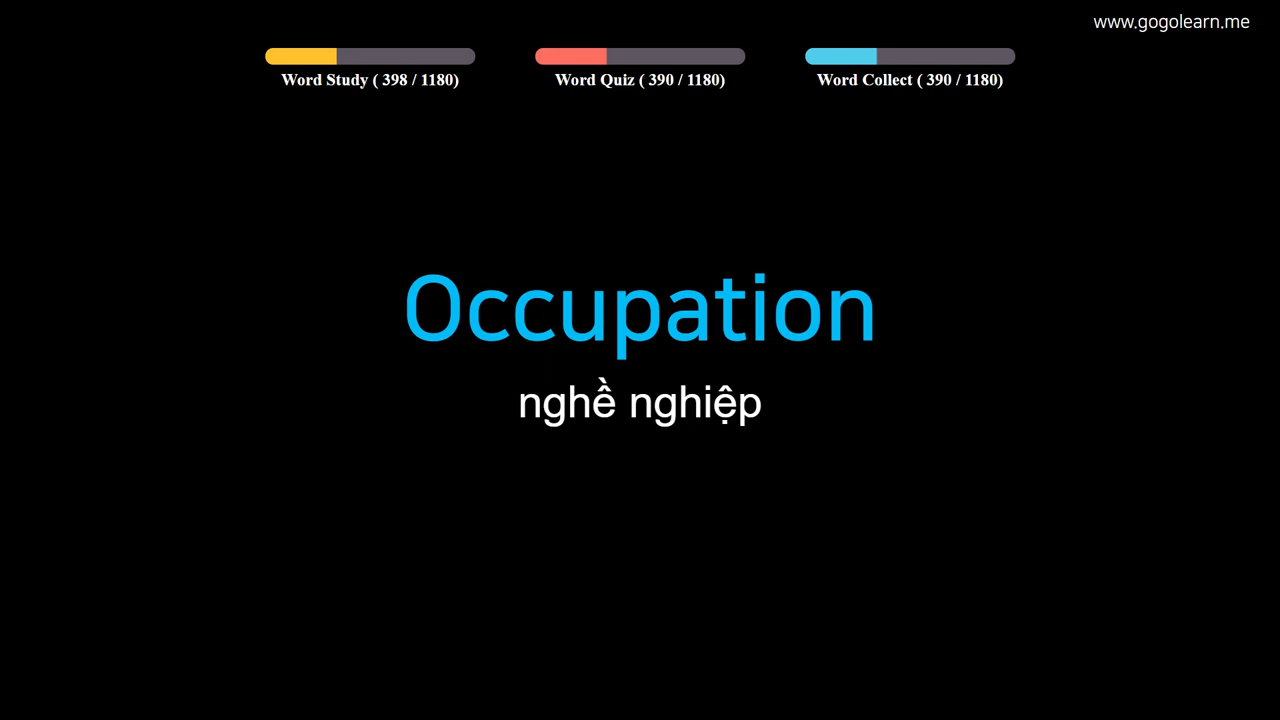 www.gogolearn.me
Word Study ( 398 / 1180)
Word Quiz ( 390 / 1180)
Word Collect ( 390 / 1180)
Occupation
nghề nghiệp